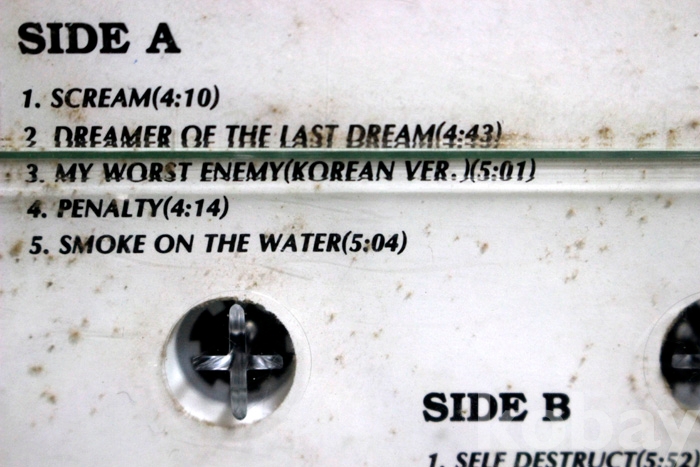 SIDE A
1. SCREAM(4:10)
2 DREAMER OF THE LAST DREAM(4:43)
3. MY WORST ENEMY(KOREAN VER.)(5:01)
4. PENALTY(4:14)
5. SMOKE ON THE WATER(5:04)
SIDE B
kobay
1. SELF DESTRUCT(5:52)